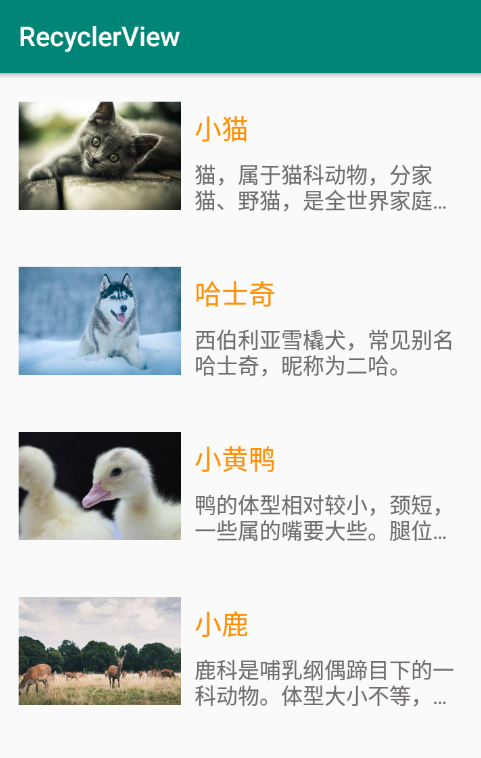 RecyclerView
小猫
猫，属于猫科动物，分家
猫、野猫，是全世界家庭…
哈士奇
西伯利亚雪橇犬，常见别名
哈士奇，昵称为二哈。
小黄鸭
鸭的体型相对较小，颈短，
一些属的嘴要大些。腿位…
小鹿
鹿科是哺乳纲偶蹄目下的一
科动物。体型大小不等，…